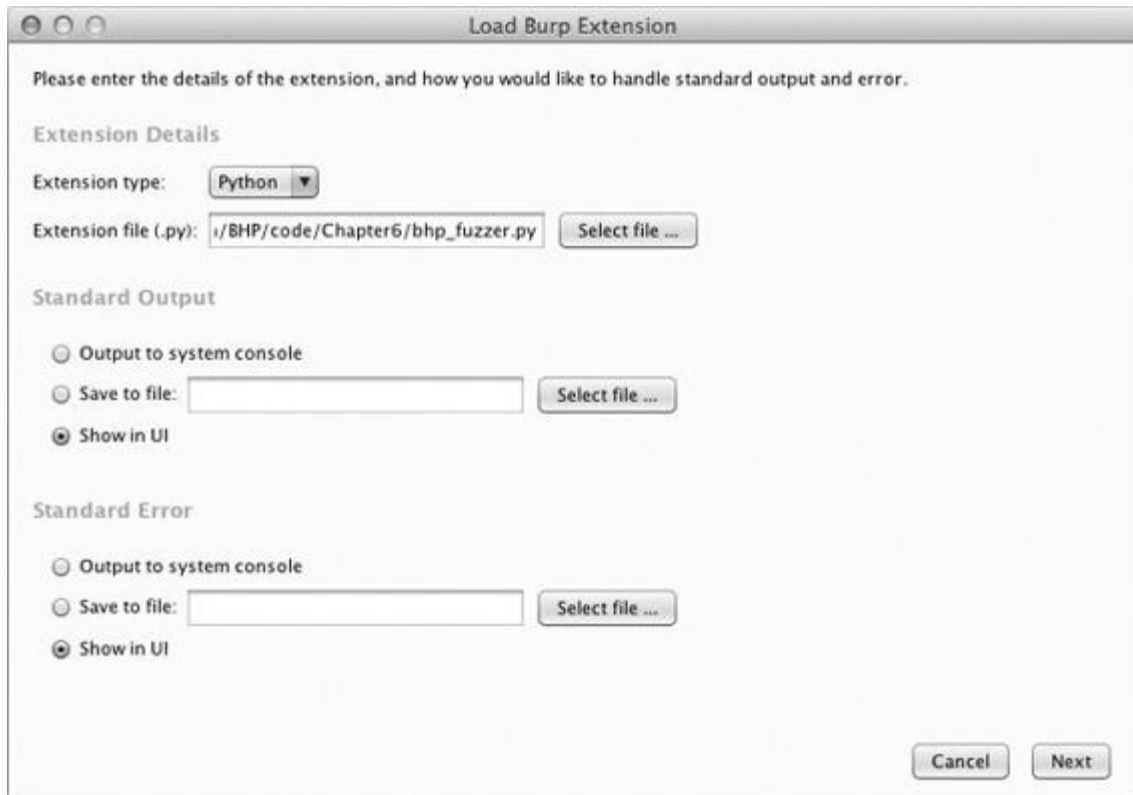 Load Burp Extension
Please enter the details of the extension, and how you would like to handle standard output and error.
Extension Details
Extension type: Python
Extension file (.py): /BHP/code/Chapter6/bhp_fuzzer.py Select file ...
Standard Output
Output to system console
Save to file: Select file ...
Show in UI
Standard Error
Output to system console
Save to file: Select file ...
Show in UI
Cancel Next